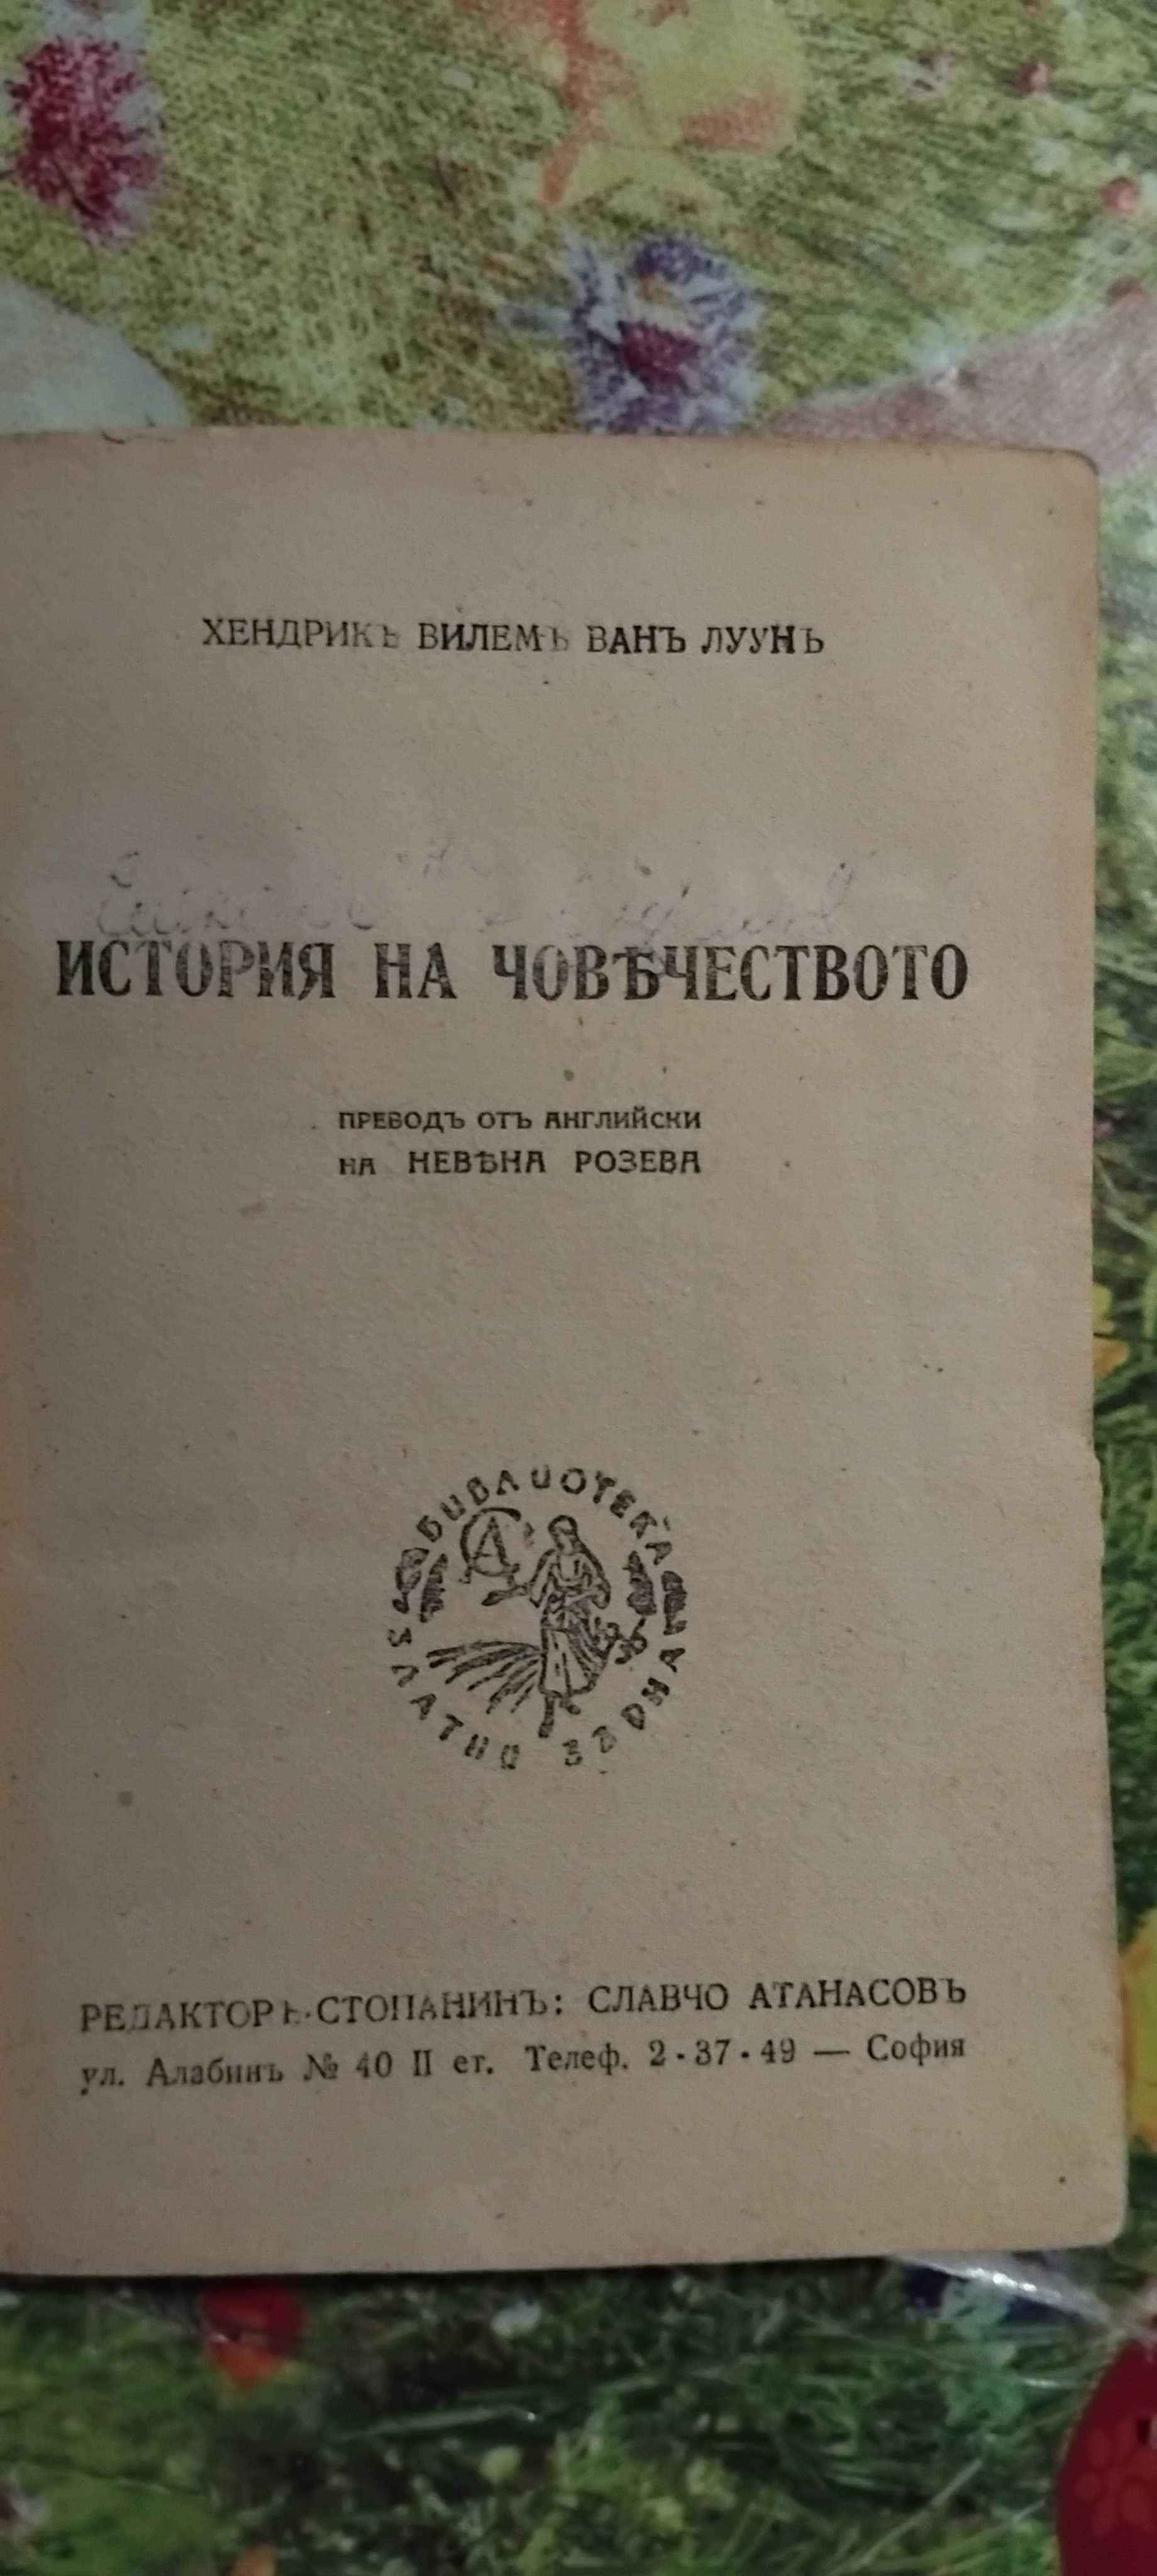 ХЕНДРИКЪ ВИЛЕМЪ ВАНЪ ЛУУНЪ
ИСТОРИЯ НА ЧОВѢЧЕСТВОТО
ПРЕВОДЪ ОТЪ АНГЛИЙСКИ
НА НЕВѢНА РОЗЕВА
БИБЛИОТЕКА
ЗЛАТНИ ЗЪРНА
РЕДАКТОРЪ-СТОПАНИНЪ: СЛАВЧО АТАНАСОВЪ
ул. Алабинъ № 40 II ет. Телеф. 2-37-49 — София